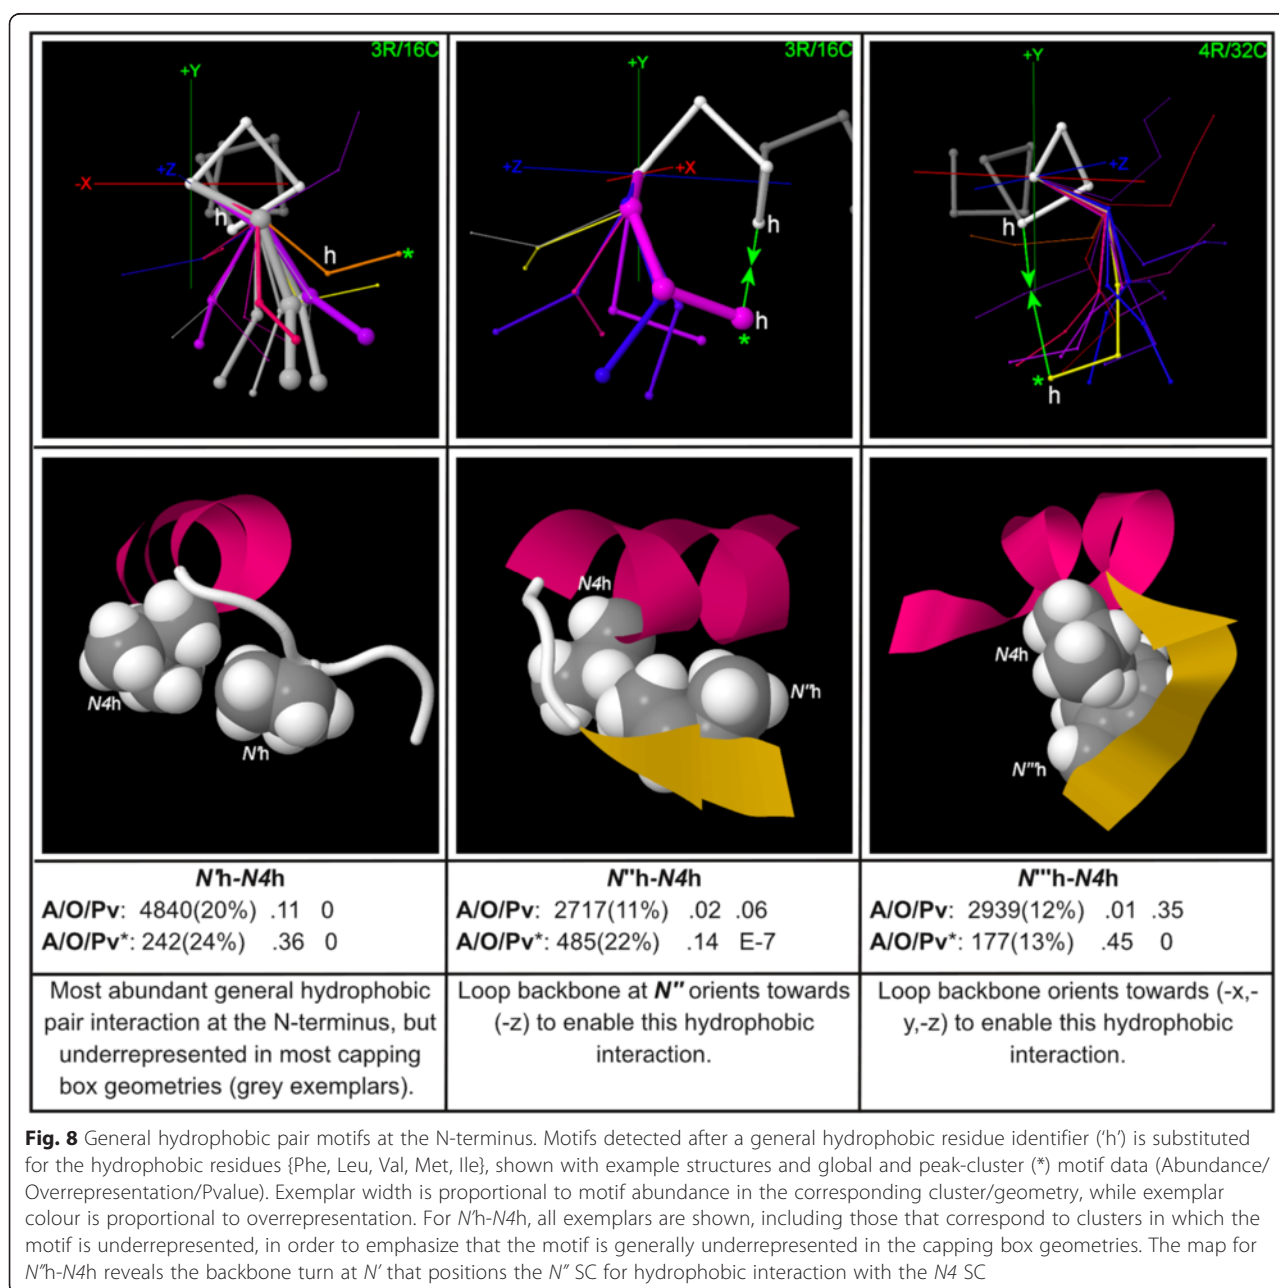 3R/16C
+Y
+Z
-X
h
h
*
3R/16C
+Y
+Z
+X
h
h
*
4R/32C
+Y
+Z
h
*
h
N4h
N'h
N4h
N"h
N4h
N'"h
N'h-N4h
A/O/Pv: 4840(20%) .11 0
A/O/Pv*: 242(24%) .36 0
N"h-N4h
A/O/Pv: 2717(11%) .02 .06
A/O/Pv*: 485(22%) .14 E-7
N'"h-N4h
A/O/Pv: 2939(12%) .01 .35
A/O/Pv*: 177(13%) .45 0
Most abundant general hydrophobic
pair interaction at the N-terminus, but
underrepresented in most capping
box geometries (grey exemplars).
Loop backbone at N" orients towards
(-z) to enable this hydrophobic
interaction.
Loop backbone orients towards (-x,-
y,-z) to enable this hydrophobic
interaction.
Fig. 8 General hydrophobic pair motifs at the N-terminus. Motifs detected after a general hydrophobic residue identifier ('h') is substituted
for the hydrophobic residues {Phe, Leu, Val, Met, Ile}, shown with example structures and global and peak-cluster (*) motif data (Abundance/
Overrepresentation/Pvalue). Exemplar width is proportional to motif abundance in the corresponding cluster/geometry, while exemplar
colour is proportional to overrepresentation. For N'h-N4h, all exemplars are shown, including those that correspond to clusters in which the
motif is underrepresented, in order to emphasize that the motif is generally underrepresented in the capping box geometries. The map for
N"h-N4h reveals the backbone turn at N' that positions the N" SC for hydrophobic interaction with the N4 SC